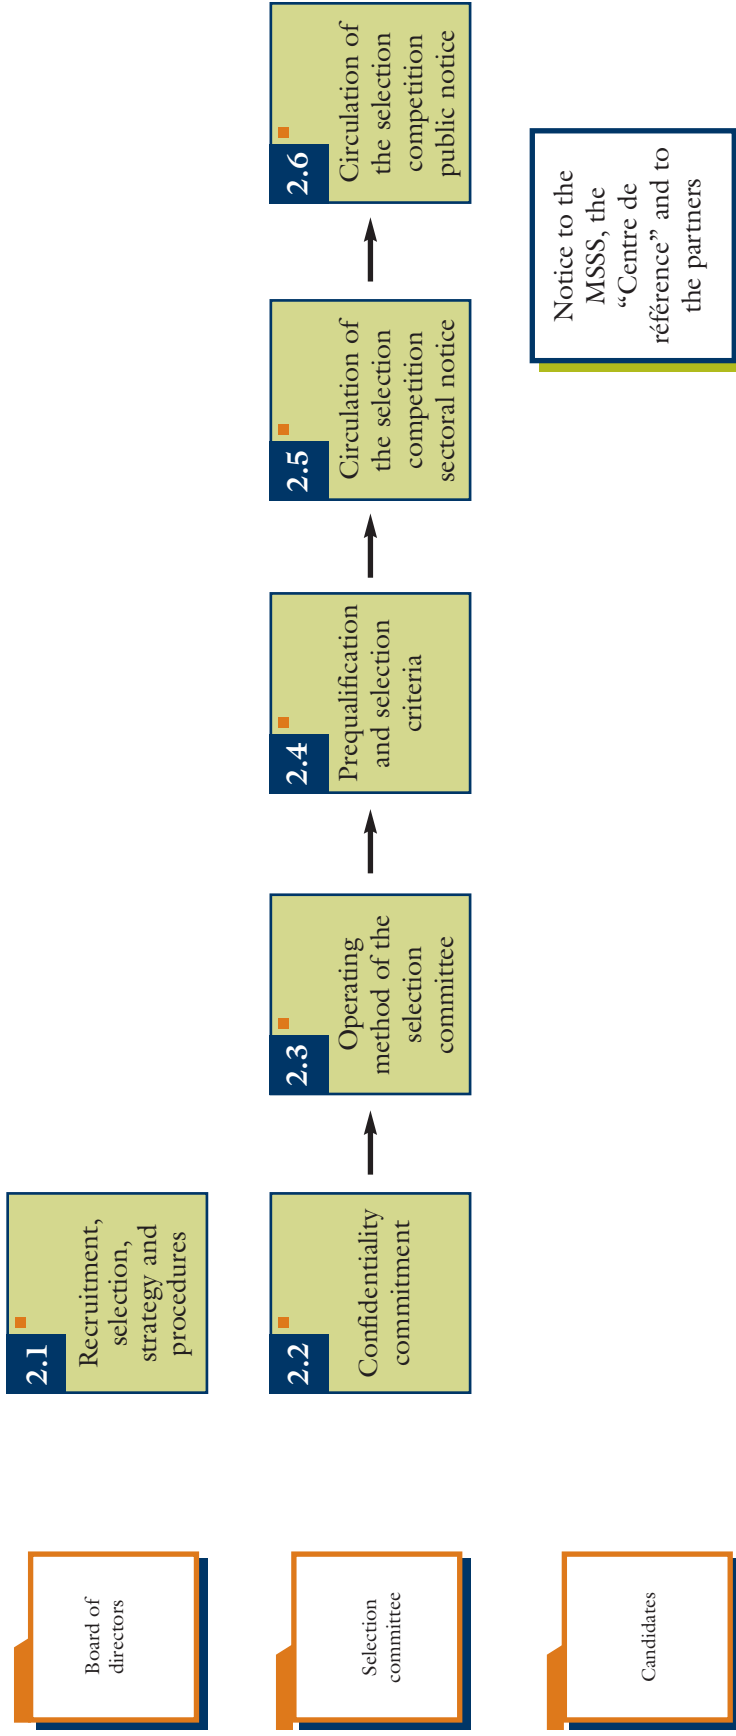 Board of
directors
2.1
Recruitment,
selection,
strategy and
procedures
Selection
committee
2.2
Confidentiality
commitment
2.3
Operating
method of the
selection
committee
2.4
Prequalification
and selection
criteria
2.5
Circulation of
the selection
competition
sectoral notice
2.6
Circulation of
the selection
competition
public notice
Candidates
Notice to the
MSSS, the
“Centre de
référence” and to
the partners